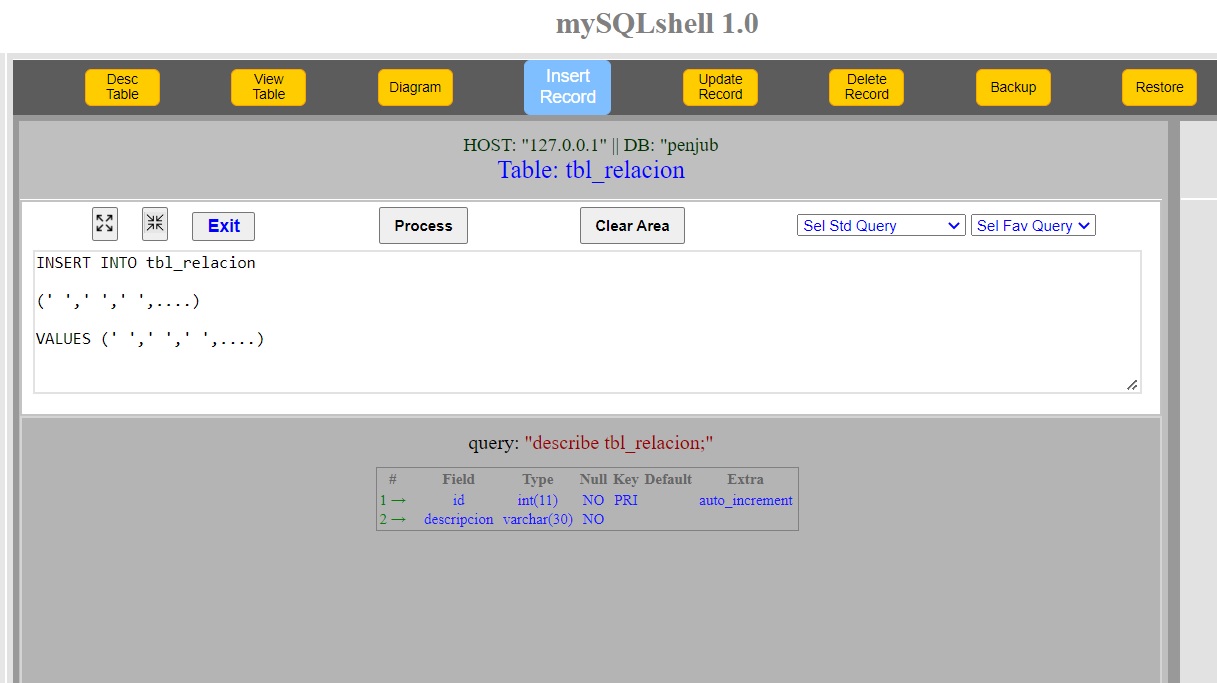 mySQLshell 1.0
Desc Table
View Table
Diagram
Insert Record
Update Record
Delete Record
Backup
Restore
HOST: "127.0.0.1" || DB: "penjub
Table: tbl_relacion
Exit
Process
Clear Area
Sel Std Query
Sel Fav Query
INSERT INTO tbl_relacion
(' ',' ',' ',....)
VALUES (' ',' ',' ',....)
query: "describe tbl_relacion;"
# Field Type Null Key Default Extra
1 → id int(11) NO PRI auto_increment
2 → descripcion varchar(30) NO